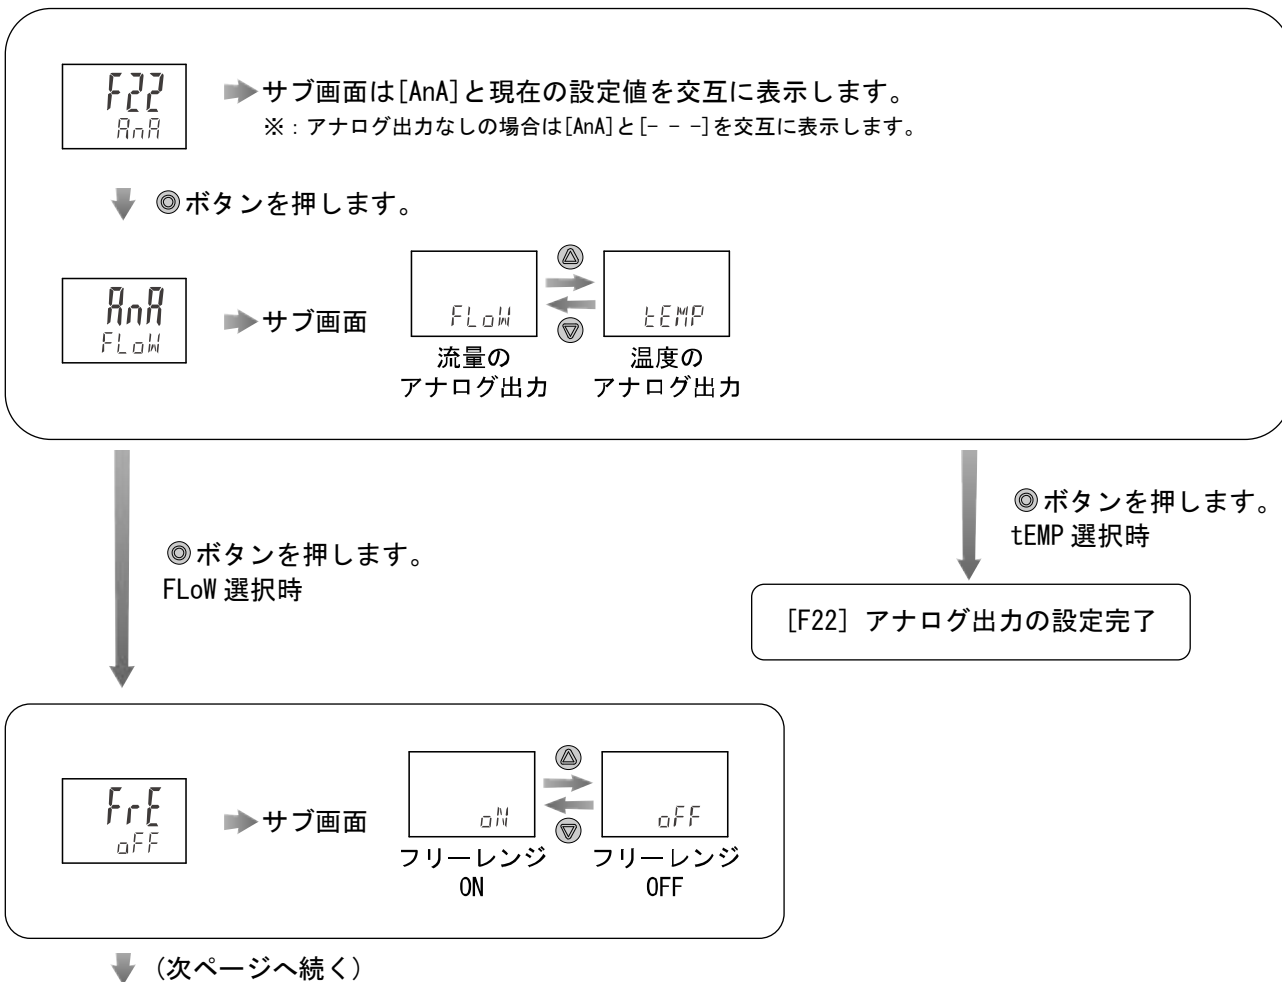 F22
AnA
サブ画面は[AnA]と現在の設定値を交互に表示します。
※：アナログ出力なしの場合は[AnA]と[- - -]を交互に表示します。
◎ボタンを押します。
AnA
FLoW
サブ画面
FLoW
流量の
アナログ出力
tEMP
温度の
アナログ出力
◎ボタンを押します。
FLoW 選択時
◎ボタンを押します。
tEMP 選択時
[F22] アナログ出力の設定完了
FrE
oFF
サブ画面
oN
フリーレンジ
ON
oFF
フリーレンジ
OFF
(次ページへ続く)